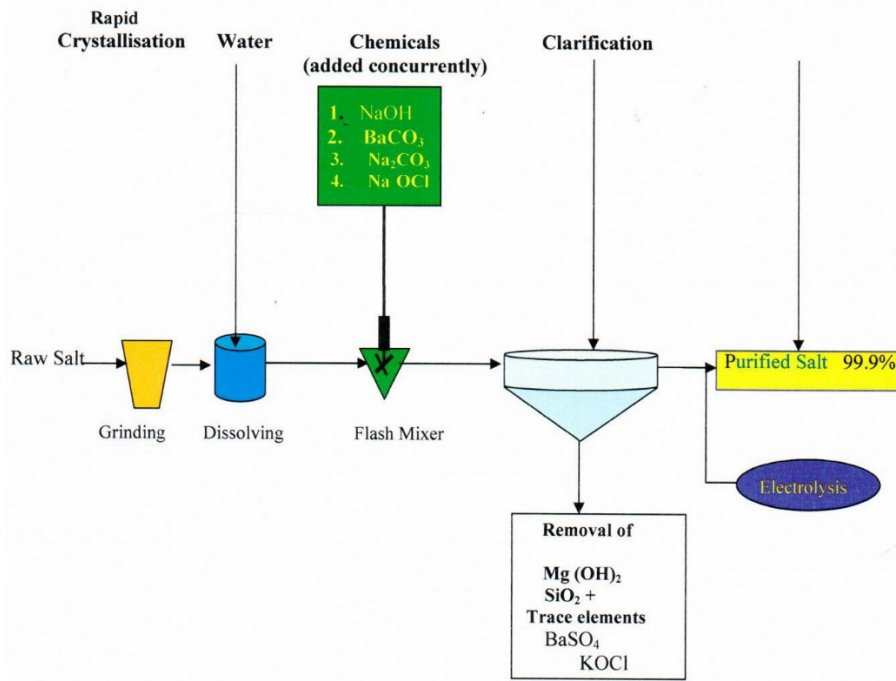 Rapid
Crystallisation
Water
Chemicals
(added concurrently)
Clarification
1. NaOH
2. BaCO₃
3. Na₂CO₃
4. Na OCl
Raw Salt
Purified Salt 99.9%
Grinding
Dissolving
Flash Mixer
Electrolysis
Removal of
Mg (OH)₂
SiO₂ +
Trace elements
BaSO₄
KOCl